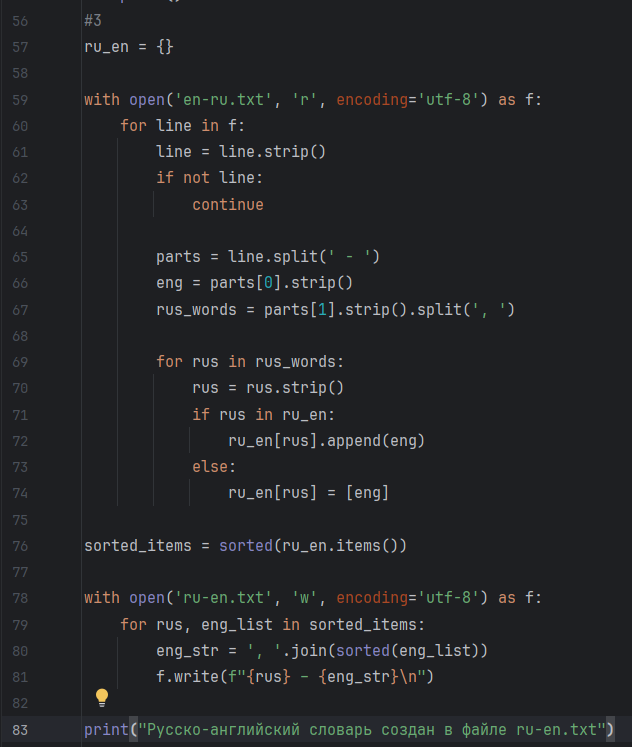 56 #3
57 ru_en = {}
58
59 with open('en-ru.txt', 'r', encoding='utf-8') as f:
60     for line in f:
61         line = line.strip()
62         if not line:
63             continue
64
65         parts = line.split(' - ')
66         eng = parts[0].strip()
67         rus_words = parts[1].strip().split(', ')
68
69         for rus in rus_words:
70             rus = rus.strip()
71             if rus in ru_en:
72                 ru_en[rus].append(eng)
73             else:
74                 ru_en[rus] = [eng]
75
76 sorted_items = sorted(ru_en.items())
77
78 with open('ru-en.txt', 'w', encoding='utf-8') as f:
79     for rus, eng_list in sorted_items:
80         eng_str = ', '.join(sorted(eng_list))
81         f.write(f"{rus} – {eng_str}\n")
82
83 print("Русско-английский словарь создан в файле ru-en.txt")